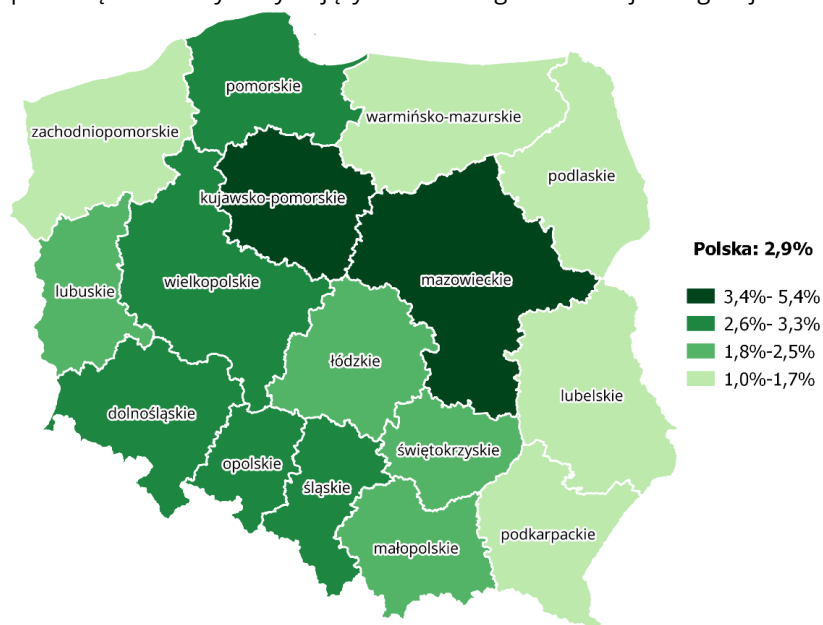 pomorskie
warmińsko-mazurskie
zachodniopomorskie
podlaskie
kujawsko-pomorskie
Polska: 2,9%
wielkopolskie
mazowieckie
lubuskie
3,4%- 5,4%
2,6%- 3,3%
1,8%-2,5%
1,0%-1,7%
łódzkie
lubelskie
dolnośląskie
świętokrzyskie
opolskie
śląskie
podkarpackie
małopolskie